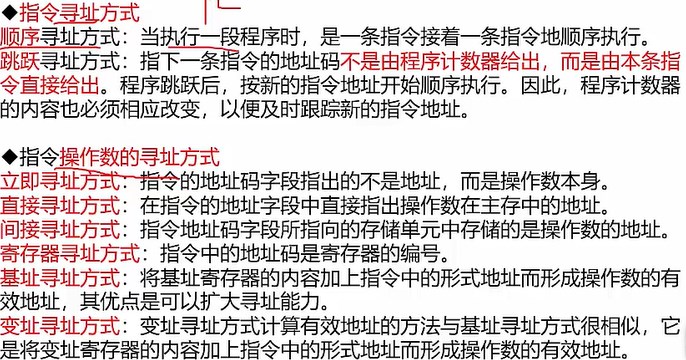 ◆指令寻址方式
顺序寻址方式：当执行一段程序时，是一条指令接着一条指令地顺序执行。
跳跃寻址方式：指下一条指令的地址码不是由程序计数器给出，而是由本条指
令直接给出。程序跳跃后，按新的指令地址开始顺序执行。因此，程序计数器
的内容也必须相应改变，以便及时跟踪新的指令地址。
◆指令操作数的寻址方式
立即寻址方式：指令的地址码字段指出的不是地址，而是操作数本身。
直接寻址方式：在指令的地址字段中直接指出操作数在主存中的地址。
间接寻址方式：指令地址码字段所指向的存储单元中存储的是操作数的地址。
寄存器寻址方式：指令中的地址码是寄存器的编号。
基址寻址方式：将基址寄存器的内容加上指令中的形式地址而形成操作数的有
效地址，其优点是可以扩大寻址能力。
变址寻址方式：变址寻址方式计算有效地址的方法与基址寻址方式很相似，它
是将变址寄存器的内容加上指令中的形式地址而形成操作数的有效地址。